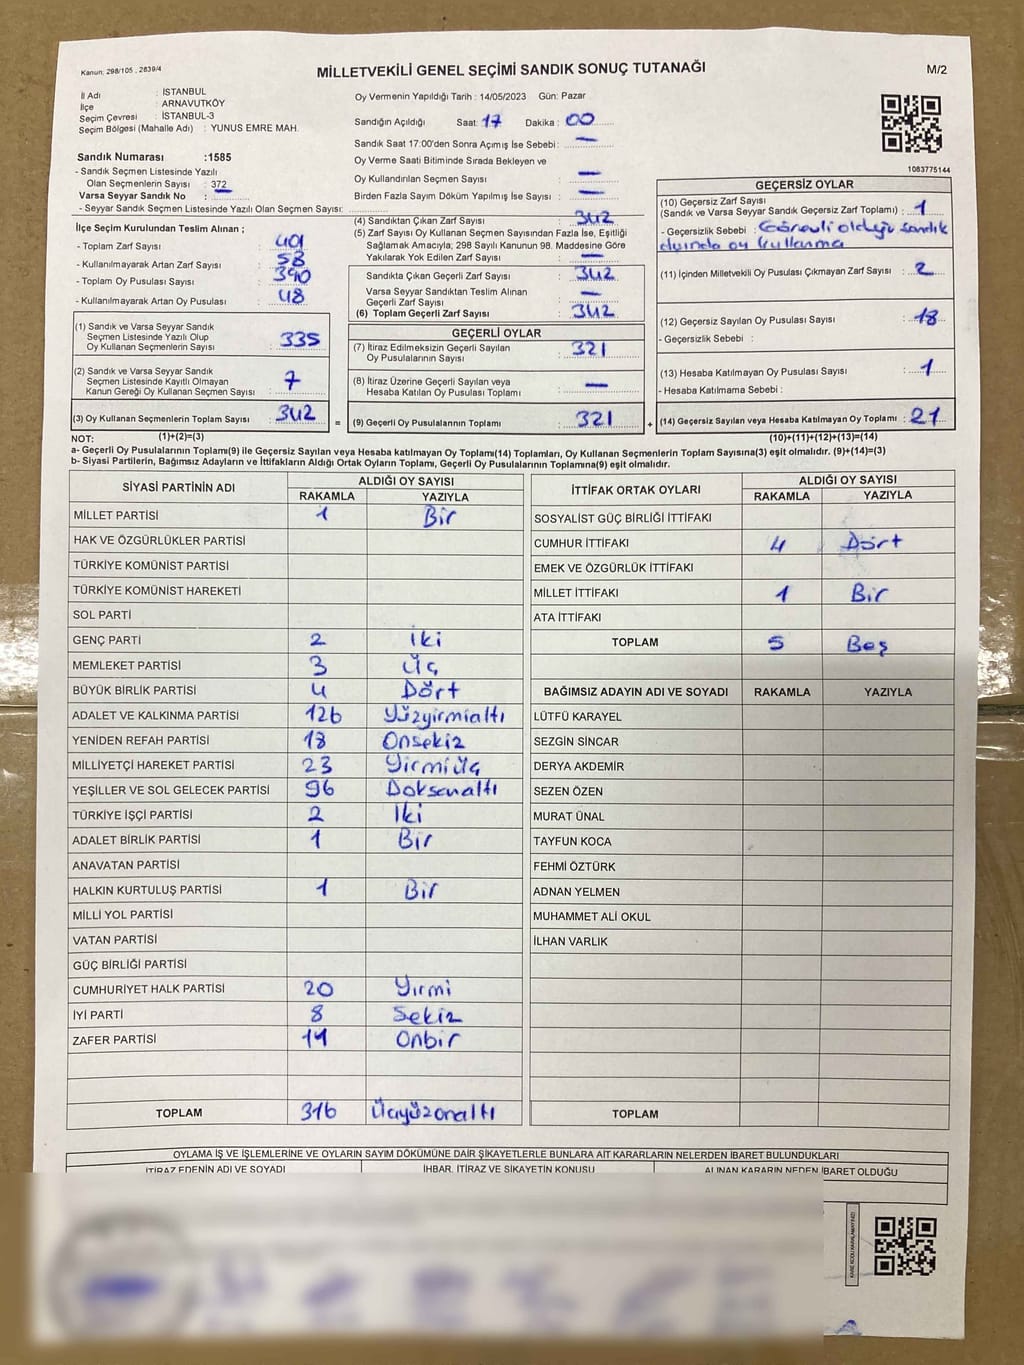 Kanun: 298/105 , 2839/4
MİLLETVEKİLİ GENEL SEÇİMİ SANDIK SONUÇ TUTANAĞI
M/2
İl Adı : İSTANBUL
İlçe : ARNAVUTKÖY
Seçim Çevresi : İSTANBUL-3
Seçim Bölgesi (Mahalle Adı) : YUNUS EMRE MAH.
Sandık Numarası :1585
- Sandık Seçmen Listesinde Yazılı
Olan Seçmenlerin Sayısı : 372
Varsa Seyyar Sandık No :
- Seyyar Sandık Seçmen Listesinde Yazılı Olan Seçmen Sayısı:
İlçe Seçim Kurulundan Teslim Alınan ;
- Toplam Zarf Sayısı : 401
- Kullanılmayarak Artan Zarf Sayısı : 58
- Toplam Oy Pusulası Sayısı : 390
- Kullanılmayarak Artan Oy Pusulası : 48
(1) Sandık ve Varsa Seyyar Sandık
Seçmen Listesinde Yazılı Olup
Oy Kullanan Seçmenlerin Sayısı : 335
(2) Sandık ve Varsa Seyyar Sandık
Seçmen Listesinde Kayıtlı Olmayan
Kanun Gereği Oy Kullanan Seçmen Sayısı : 7
(3) Oy Kullanan Seçmenlerin Toplam Sayısı : 342
(1)+(2)=(3)
Oy Vermenin Yapıldığı Tarih : 14/05/2023 Gün: Pazar
Sandığın Açıldığı Saat: 17 Dakika : 00
Sandık Saat 17:00'den Sonra Açımış İse Sebebi : —
Oy Verme Saati Bitiminde Sırada Bekleyen ve
Oy Kullandırılan Seçmen Sayısı : —
Birden Fazla Sayım Döküm Yapılmış İse Sayısı : —
(4) Sandıktan Çıkan Zarf Sayısı : 342
(5) Zarf Sayısı Oy Kullanan Seçmen Sayısından Fazla İse, Eşitliği
Sağlamak Amacıyla; 298 Sayılı Kanunun 98. Maddesine Göre
Yakılarak Yok Edilen Zarf Sayısı : —
Sandıkta Çıkan Geçerli Zarf Sayısı : 342
Varsa Seyyar Sandıktan Teslim Alınan
Geçerli Zarf Sayısı : —
(6) Toplam Geçerli Zarf Sayısı : 342
GEÇERLİ OYLAR
(7) İtiraz Edilmeksizin Geçerli Sayılan
Oy Pusulalarının Sayısı : 321
(8) İtiraz Üzerine Geçerli Sayılan veya
Hesaba Katılan Oy Pusulası Toplamı : —
= (9) Geçerli Oy Pusulalarının Toplamı : 321 +
1083775144
GEÇERSİZ OYLAR
(10) Geçersiz Zarf Sayısı
(Sandık ve Varsa Seyyar Sandık Geçersiz Zarf Toplamı) : 1
- Geçersizlik Sebebi : Görevli olduğu sandık
dışında oy kullanma
(11) İçinden Milletvekili Oy Pusulası Çıkmayan Zarf Sayısı : 2
(12) Geçersiz Sayılan Oy Pusulası Sayısı : 18
- Geçersizlik Sebebi :
(13) Hesaba Katılmayan Oy Pusulası Sayısı : 1
- Hesaba Katılmama Sebebi :
(14) Geçersiz Sayılan veya Hesaba Katılmayan Oy Toplamı : 21
(10)+(11)+(12)+(13)=(14)
NOT:
a- Geçerli Oy Pusulalarının Toplamı(9) ile Geçersiz Sayılan veya Hesaba katılmayan Oy Toplamı(14) Toplamları, Oy Kullanan Seçmenlerin Toplam Sayısına(3) eşit olmalıdır. (9)+(14)=(3)
b- Siyasi Partilerin, Bağımsız Adayların ve İttifakların Aldığı Ortak Oyların Toplamı, Geçerli Oy Pusulalarının Toplamına(9) eşit olmalıdır.
SİYASİ PARTİNİN ADI ALDIĞI OY SAYISI
RAKAMLA YAZIYLA
MİLLET PARTİSİ 1 Bir
HAK VE ÖZGÜRLÜKLER PARTİSİ
TÜRKİYE KOMÜNİST PARTİSİ
TÜRKİYE KOMÜNİST HAREKETİ
SOL PARTİ
GENÇ PARTİ 2 İki
MEMLEKET PARTİSİ 3 Üç
BÜYÜK BİRLİK PARTİSİ 4 Dört
ADALET VE KALKINMA PARTİSİ 126 Yüzyirmialtı
YENİDEN REFAH PARTİSİ 18 Onsekiz
MİLLİYETÇİ HAREKET PARTİSİ 23 Yirmiüç
YEŞİLLER VE SOL GELECEK PARTİSİ 96 Doksanaltı
TÜRKİYE İŞÇİ PARTİSİ 2 İki
ADALET BİRLİK PARTİSİ 1 Bir
ANAVATAN PARTİSİ
HALKIN KURTULUŞ PARTİSİ 1 Bir
MİLLİ YOL PARTİSİ
VATAN PARTİSİ
GÜÇ BİRLİĞİ PARTİSİ
CUMHURİYET HALK PARTİSİ 20 Yirmi
İYİ PARTİ 8 Sekiz
ZAFER PARTİSİ 11 Onbir
TOPLAM 316 Üçyüzonaltı
İTTİFAK ORTAK OYLARI ALDIĞI OY SAYISI
RAKAMLA YAZIYLA
SOSYALİST GÜÇ BİRLİĞİ İTTİFAKI
CUMHUR İTTİFAKI 4 Dört
EMEK VE ÖZGÜRLÜK İTTİFAKI
MİLLET İTTİFAKI 1 Bir
ATA İTTİFAKI
TOPLAM 5 Beş
BAĞIMSIZ ADAYIN ADI VE SOYADI RAKAMLA YAZIYLA
LÜTFÜ KARAYEL
SEZGİN SİNCAR
DERYA AKDEMİR
SEZEN ÖZEN
MURAT ÜNAL
TAYFUN KOCA
FEHMİ ÖZTÜRK
ADNAN YELMEN
MUHAMMET ALİ OKUL
İLHAN VARLIK
TOPLAM
OYLAMA İŞ VE İŞLEMLERİNE VE OYLARIN SAYIM DÖKÜMÜNE DAİR ŞİKAYETLERLE BUNLARA AİT KARARLARIN NELERDEN İBARET BULUNDUKLARI
İTİRAZ EDENİN ADI VE SOYADI İHBAR, İTİRAZ VE ŞİKAYETİN KONUSU ALINAN KARARIN NEDEN İBARET OLDUĞU